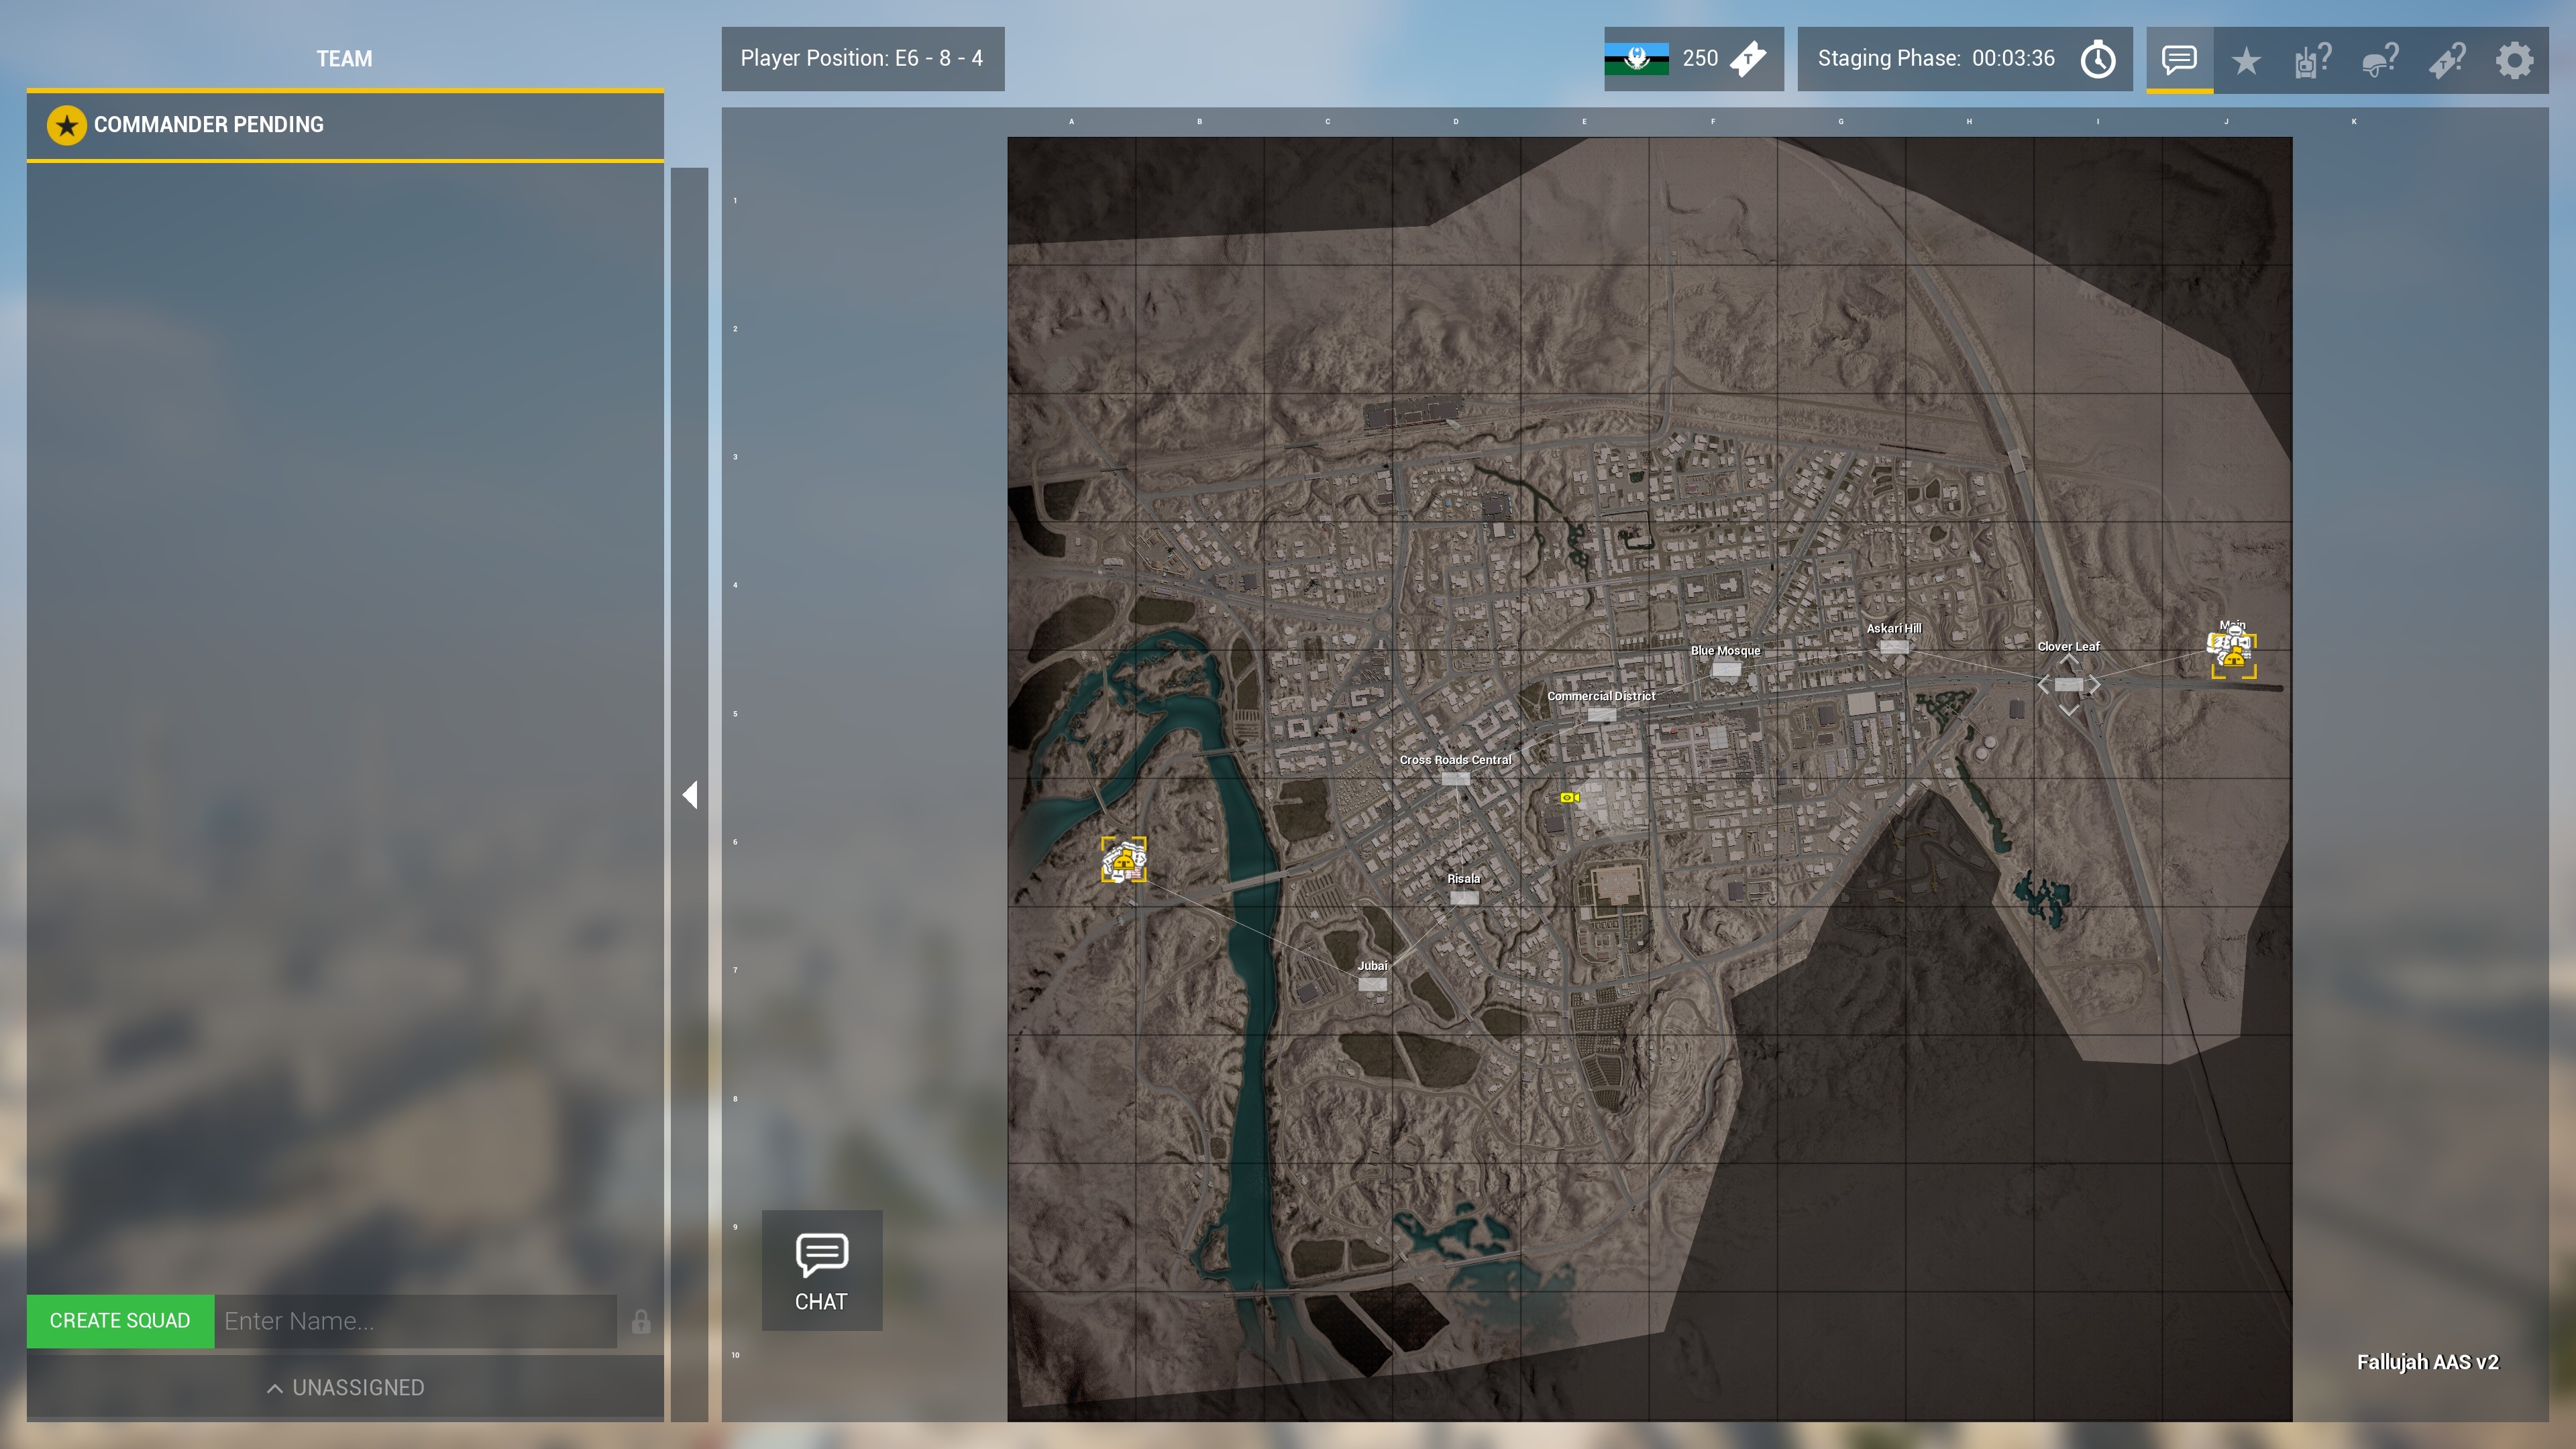 TEAM
Player Position: E6 - 8 - 4
250
T
Staging Phase: 00:03:36
?
?
T?
COMMANDER PENDING
A B C D E F G H I J K
1
2
3
4
5
6
7
8
9
10
Askari Hill
Main
Clover Leaf
Blue Mosque
Commercial District
Cross Roads Central
Risala
Jubai
CHAT
CREATE SQUAD
Enter Name...
UNASSIGNED
Fallujah AAS v2